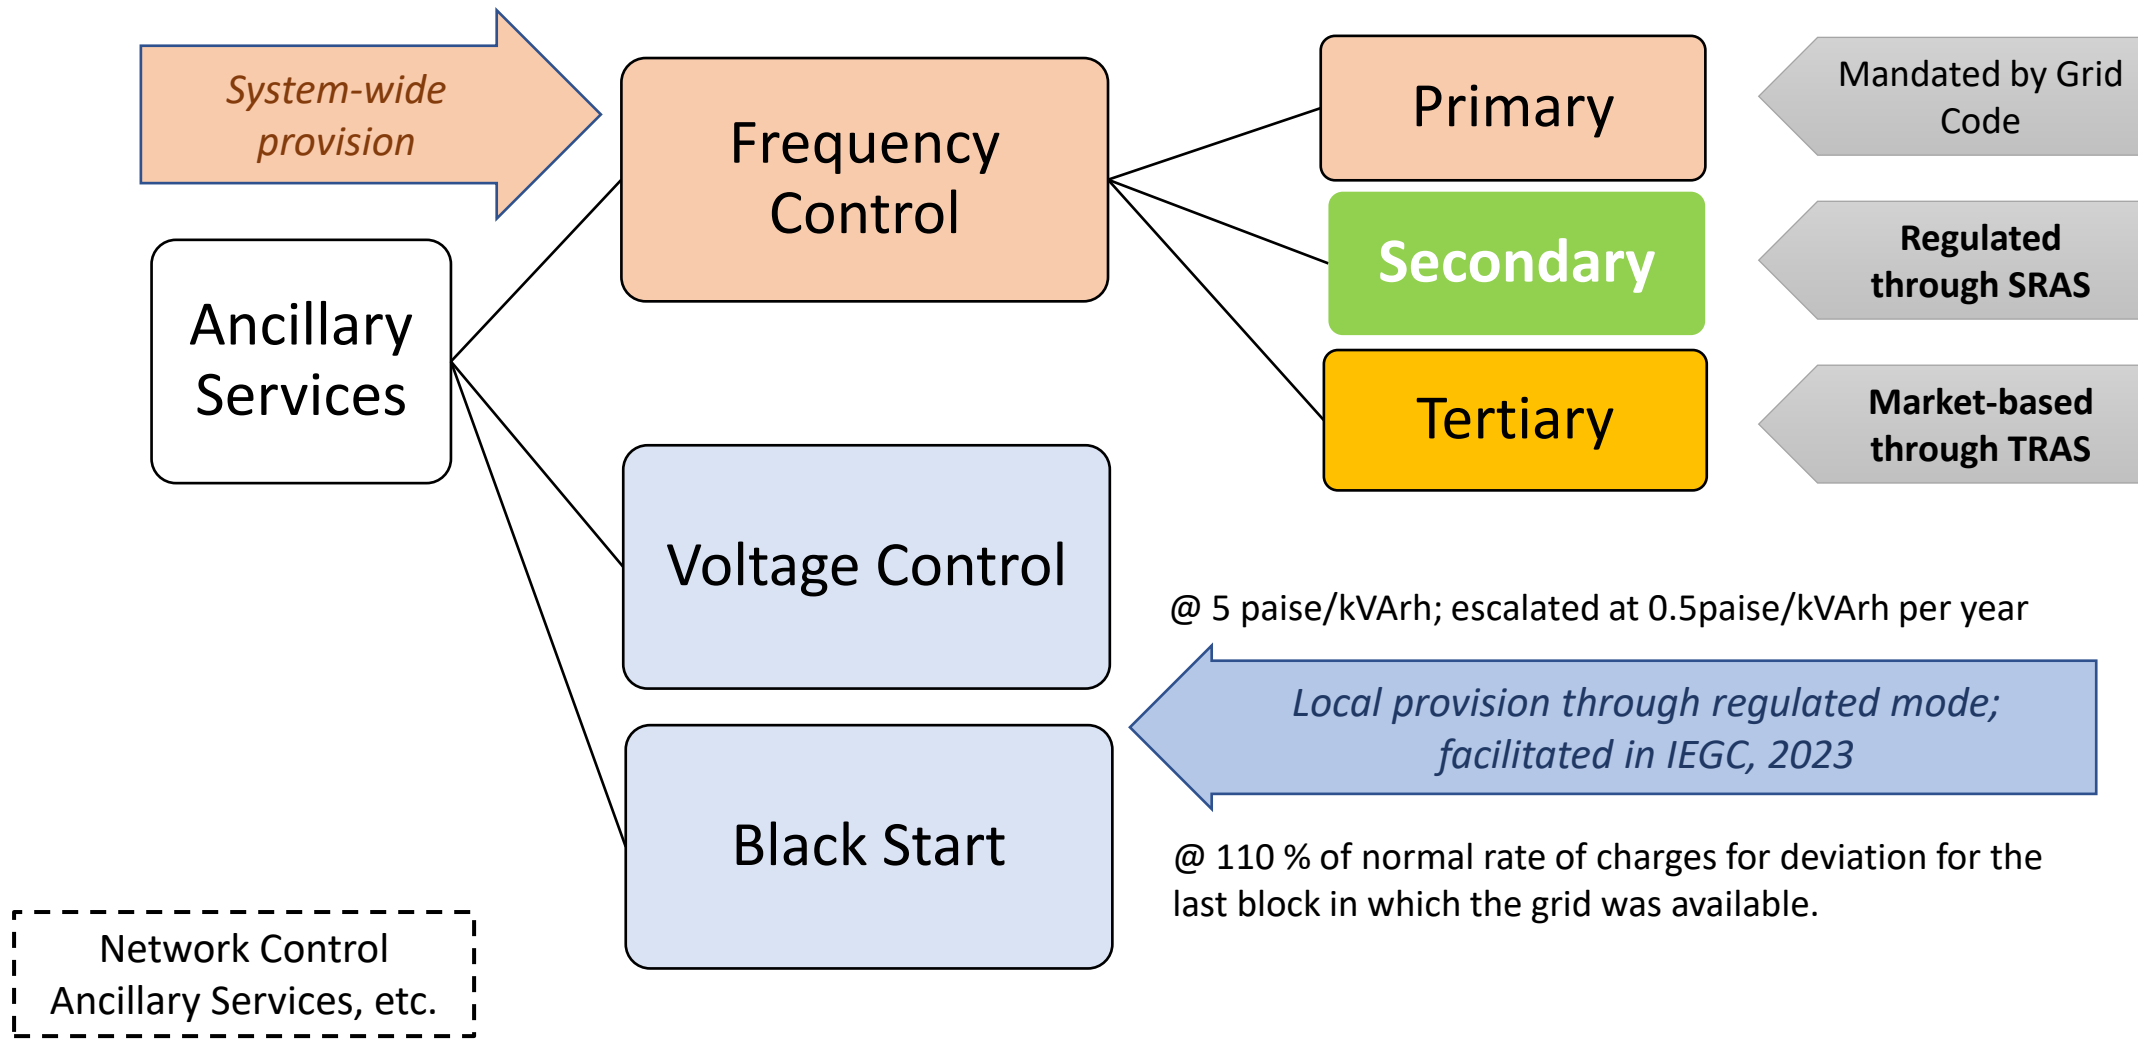 System-wide
provision
Frequency
Control
Primary
Mandated by Grid
Code
Secondary
Regulated
through SRAS
Ancillary
Services
Tertiary
Market-based
through TRAS
Voltage Control
@ 5 paise/kVArh; escalated at 0.5paise/kVArh per year
Local provision through regulated mode;
facilitated in IEGC, 2023
Black Start
@ 110 % of normal rate of charges for deviation for the
last block in which the grid was available.
Network Control
Ancillary Services, etc.